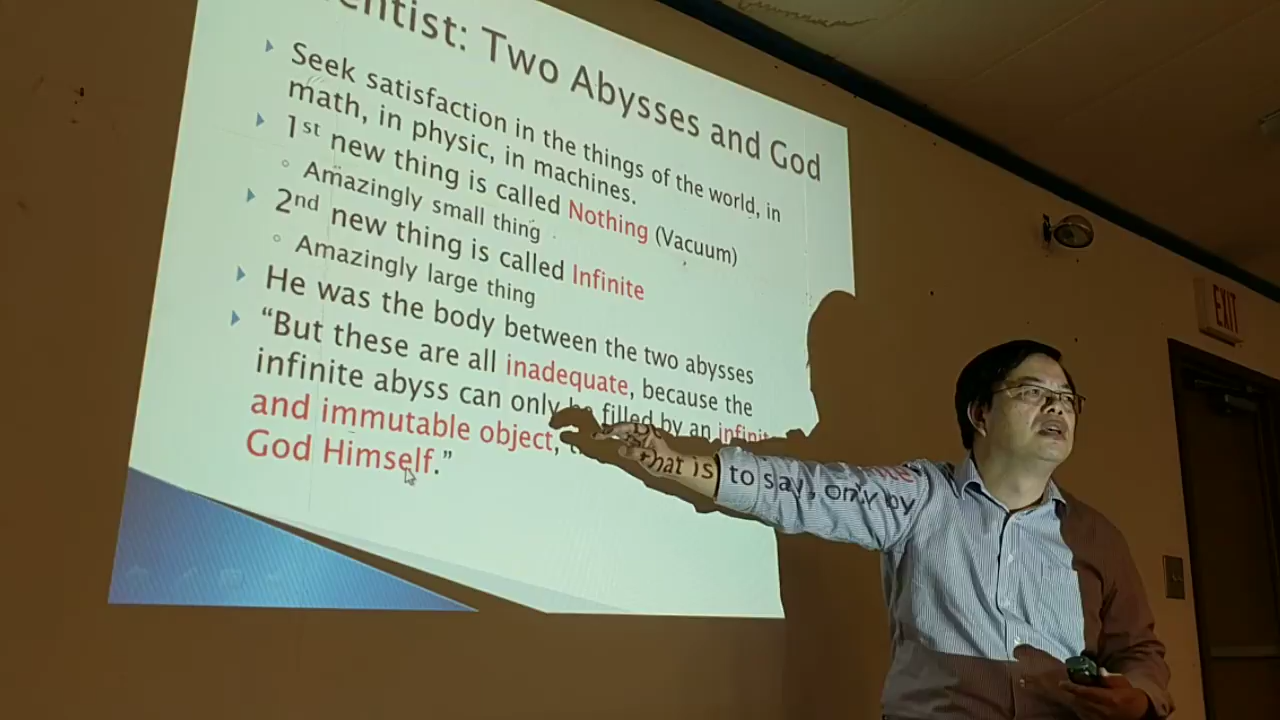 entist: Two Abysses and God
Seek satisfaction in the things of the world, in
math, in physic, in machines.
1st new thing is called Nothing (Vacuum)
Amazingly small thing
2nd new thing is called Infinite
Amazingly large thing
He was the body between the two abysses
"But these are all inadequate, because the
infinite abyss can only be filled by an infinite
and immutable object, that is to say, only by
God Himself."
EXIT